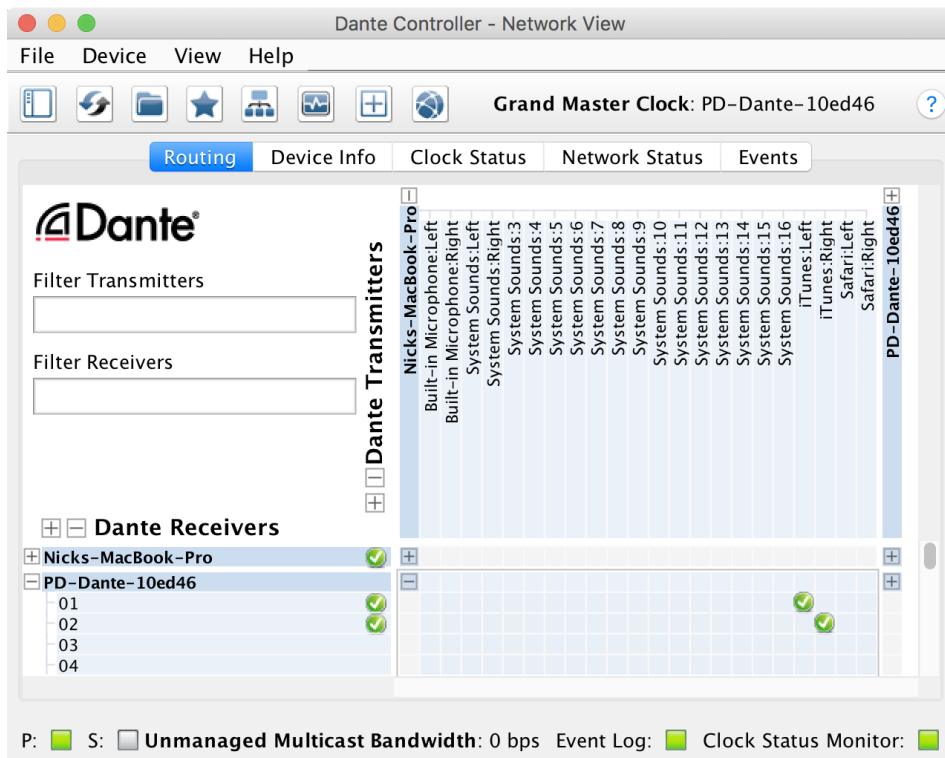 Dante Controller - Network View
File Device View Help
Grand Master Clock: PD-Dante-10ed46 ?
Routing Device Info Clock Status Network Status Events
Dante®
Filter Transmitters
Filter Receivers
Dante Transmitters
Nicks-MacBook-Pro
Built-in Microphone:Left
Built-in Microphone:Right
System Sounds:Left
System Sounds:Right
System Sounds:3
System Sounds:4
System Sounds:5
System Sounds:6
System Sounds:7
System Sounds:8
System Sounds:9
System Sounds:10
System Sounds:11
System Sounds:12
System Sounds:13
System Sounds:14
System Sounds:15
System Sounds:16
iTunes:Left
iTunes:Right
Safari:Left
Safari:Right
PD-Dante-10ed46
Dante Receivers
Nicks-MacBook-Pro
PD-Dante-10ed46
01
02
03
04
P: S: Unmanaged Multicast Bandwidth: 0 bps Event Log: Clock Status Monitor: